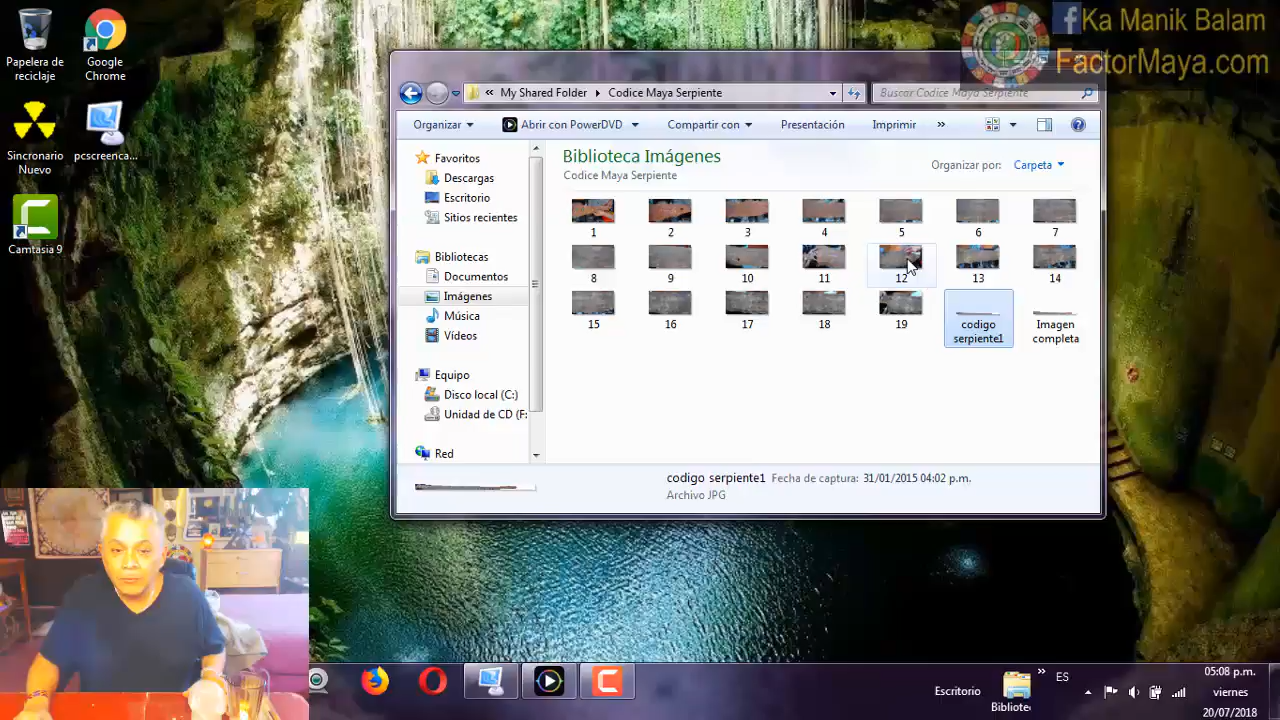 Ka Manik Balam
FactorMaya.com
Papelera de
reciclaje
Google
Chrome
Sincronario
Nuevo
pcscreenca...
Camtasia 9
« My Shared Folder Codice Maya Serpiente
Buscar Codice Maya Serpiente
Organizar
Abrir con PowerDVD
Compartir con
Presentación
Imprimir
»
Favoritos
Descargas
Escritorio
Sitios recientes
Bibliotecas
Documentos
Imágenes
Música
Vídeos
Equipo
Disco local (C:)
Unidad de CD (F:
Red
Biblioteca Imágenes
Codice Maya Serpiente
Organizar por: Carpeta
1 2 3 4 5 6 7
8 9 10 11 12 13 14
15 16 17 18 19
codigo
serpiente1
Imagen
completa
codigo serpiente1 Fecha de captura: 31/01/2015 04:02 p.m.
Archivo JPG
Escritorio
»
Bibliote
ES
05:08 p.m.
viernes
20/07/2018